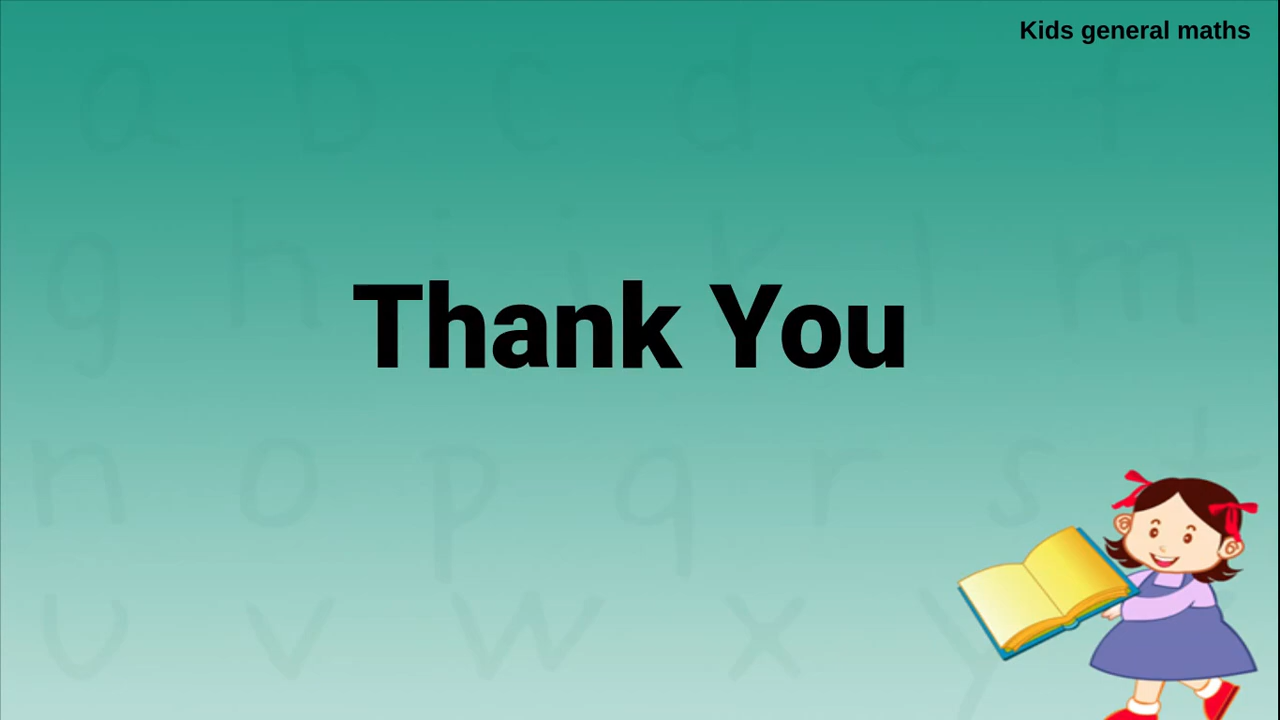 Kids general maths
a b c d e f
g h i j k l m
Thank You
n o p q r s t
u v w x y